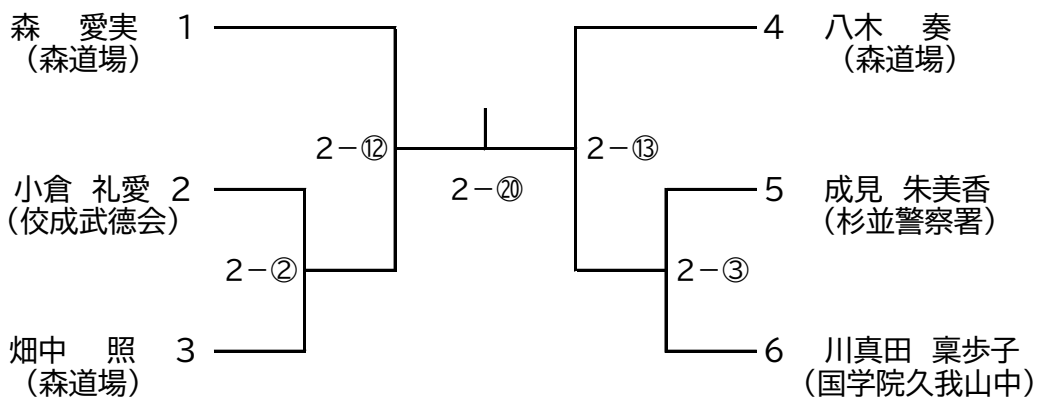 森 愛実 1
（森道場）
2－⑫
小倉 礼愛 2
（佼成武徳会）
2－②
畑中 照 3
（森道場）
2－⑳
4 八木 奏
（森道場）
2－⑬
5 成見 朱美香
（杉並警察署）
2－③
6 川真田 稟歩子
（国学院久我山中）